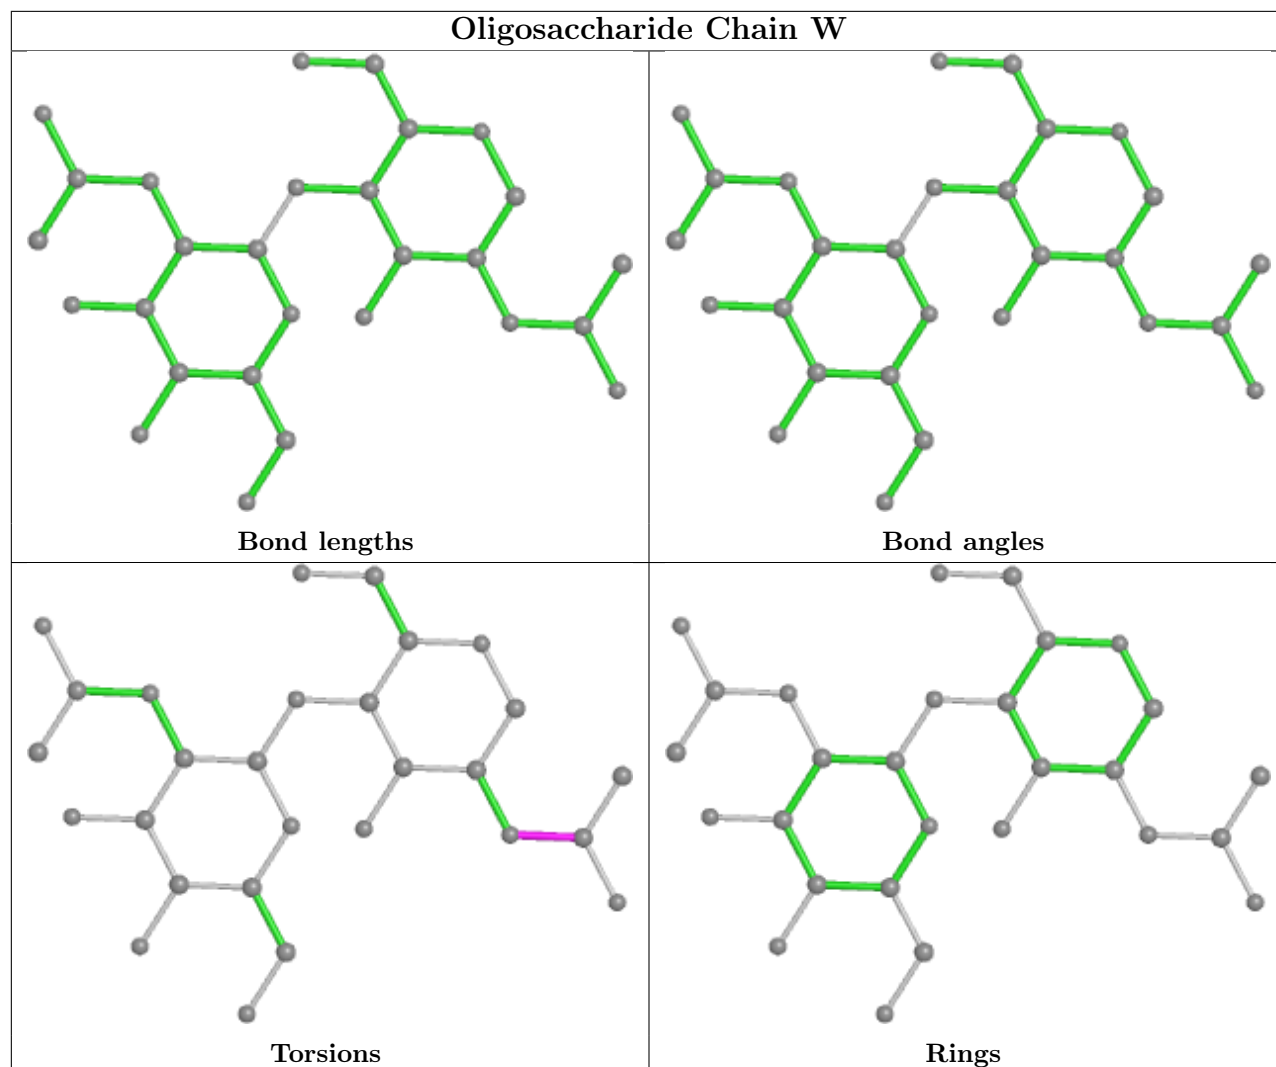 Oligosaccharide Chain W
Bond lengths
Bond angles
Torsions
Rings